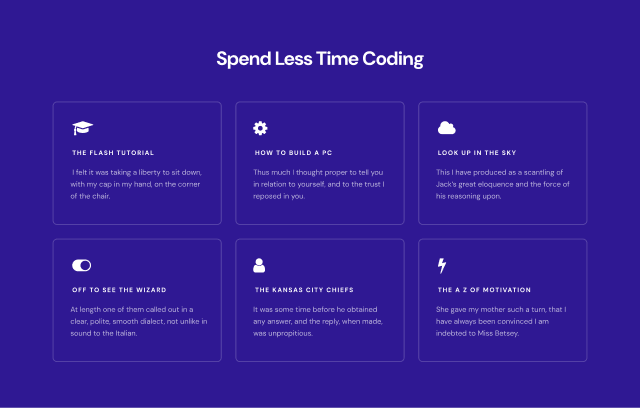 Spend Less Time Coding
THE FLASH TUTORIAL
I felt it was taking a liberty to sit down,
with my cap in my hand, on the corner
of the chair.
HOW TO BUILD A PC
Thus much I thought proper to tell you
in relation to yourself, and to the trust I
reposed in you.
LOOK UP IN THE SKY
This I have produced as a scantling of
Jack's great eloquence and the force of
his reasoning upon.
OFF TO SEE THE WIZARD
At length one of them called out in a
clear, polite, smooth dialect, not unlike in
sound to the Italian.
THE KANSAS CITY CHIEFS
It was some time before he obtained
any answer, and the reply, when made,
was unpropitious.
THE A Z OF MOTIVATION
She gave my mother such a turn, that I
have always been convinced I am
indebted to Miss Betsey.